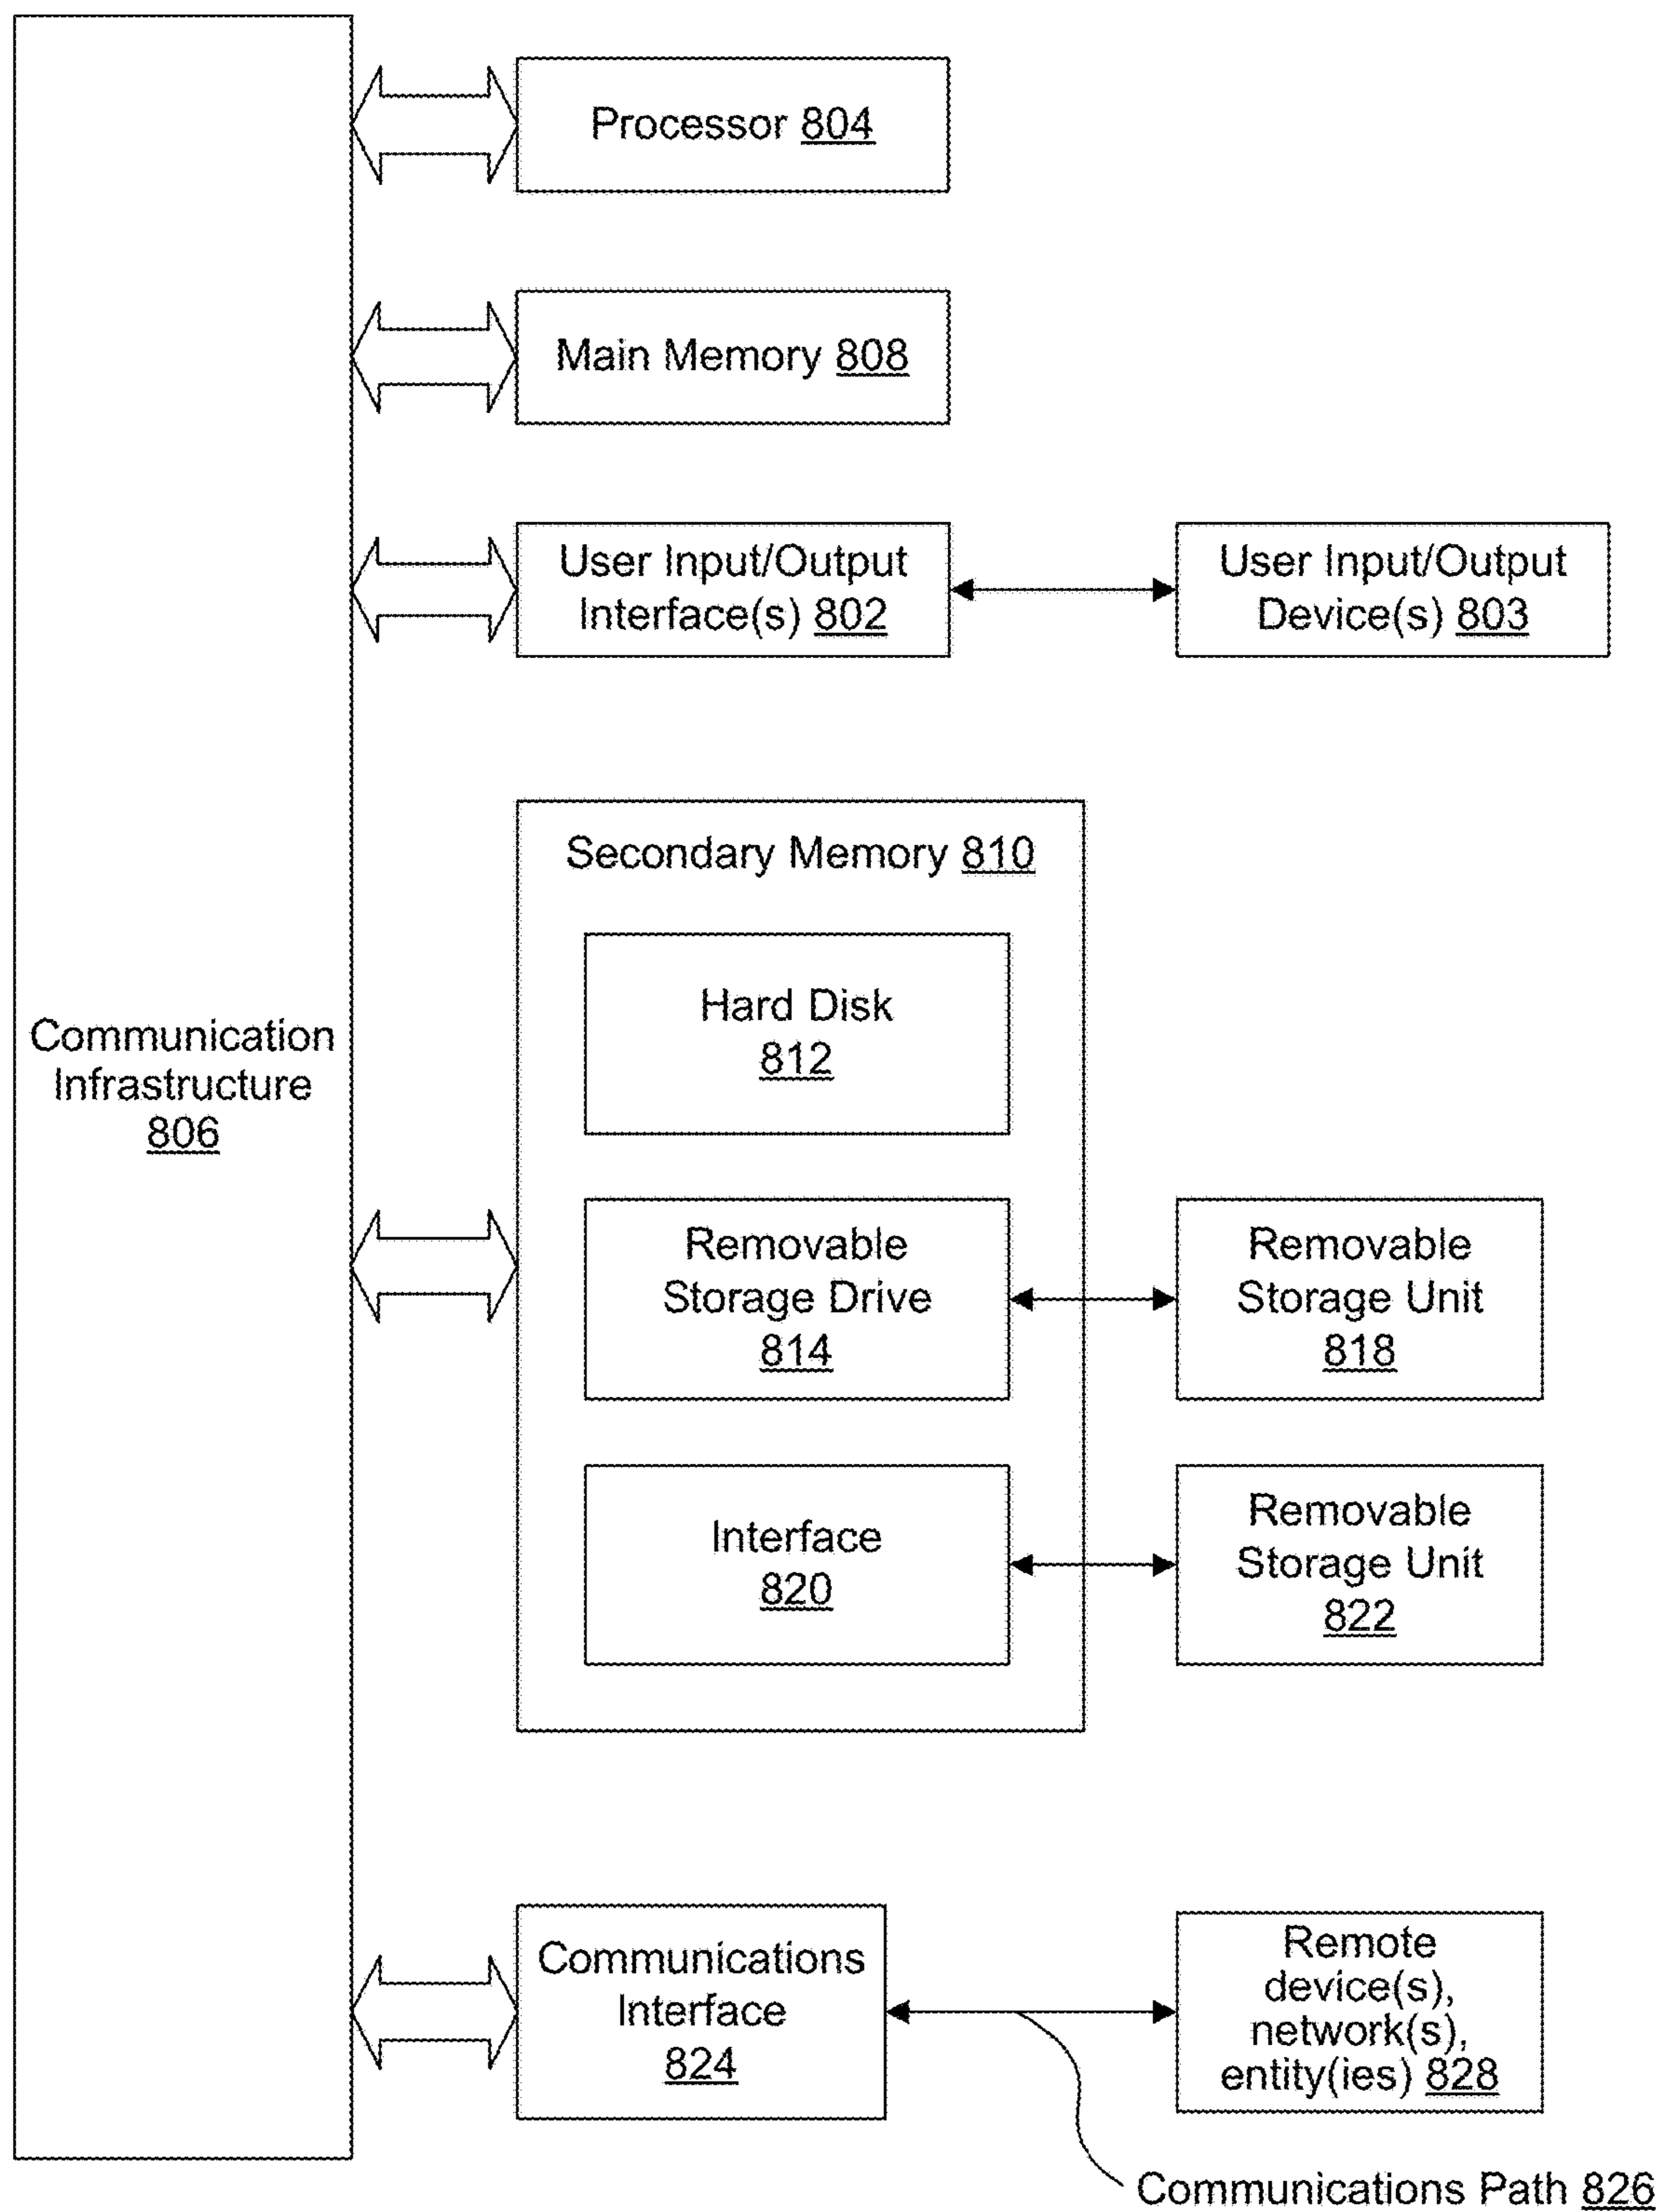 Processor 804
Main Memory 808
User Input/Output
Interface(s) 802
User Input/Output
Device(s) 803
Secondary Memory 810
Hard Disk
812
Communication
Infrastructure
806
Removable
Storage Drive
814
Removable
Storage Unit
818
Interface
820
Removable
Storage Unit
822
Communications
Interface
824
Remote
device(s),
network(s),
entity(ies) 828
Communications Path 826